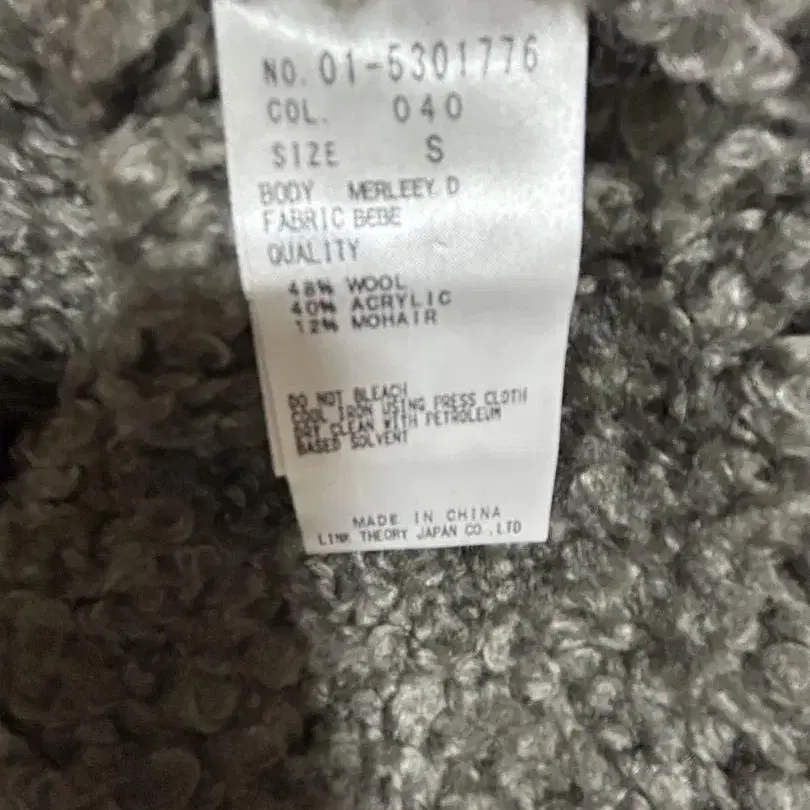 NO. 01-5301776
COL. 040
SIZE S
BODY MERLEEY D
FABRIC BEBE
QUALITY
48% WOOL
40% ACRYLIC
12% MOHAIR
DO NOT BLEACH
COOL IRON USING PRESS CLOTH
DRY CLEAN WITH PETROLEUM
BASED SOLVENT
MADE IN CHINA
LINK THEORY JAPAN CO.,LTD